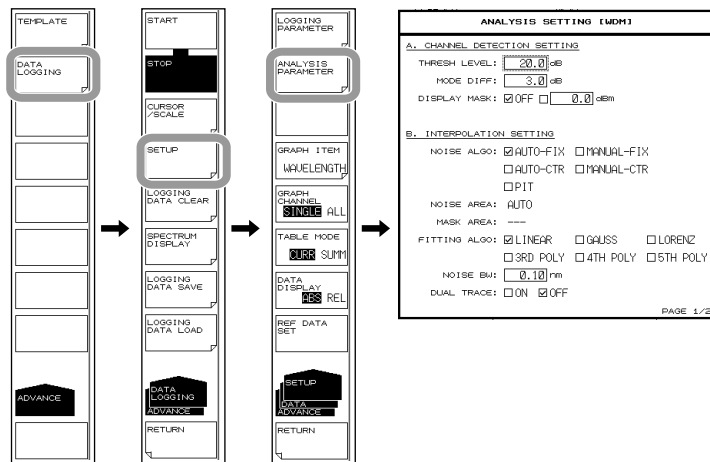 TEMPLATE
DATA
LOGGING
ADVANCE
START
STOP
CURSOR
/SCALE
SETUP
LOGGING
DATA CLEAR
SPECTRUM
DISPLAY
LOGGING
DATA SAVE
LOGGING
DATA LOAD
DATA
LOGGING
ADVANCE
RETURN
LOGGING
PARAMETER
ANALYSIS
PARAMETER
GRAPH ITEM
WAVELENGTH
GRAPH
CHANNEL
SINGLE ALL
TABLE MODE
CURR SUMM
DATA
DISPLAY
ABS REL
REF DATA
SET
SETUP
DATA
ADVANCE
RETURN
ANALYSIS SETTING [WDM]
A. CHANNEL DETECTION SETTING
THRESH LEVEL: 20.0 dB
MODE DIFF: 3.0 dB
DISPLAY MASK: ☑OFF ☐ 0.0 dBm
B. INTERPOLATION SETTING
NOISE ALGO: ☑AUTO-FIX ☐MANUAL-FIX
☐AUTO-CTR ☐MANUAL-CTR
☐PIT
NOISE AREA: AUTO
MASK AREA: ---
FITTING ALGO: ☑LINEAR ☐GAUSS ☐LORENZ
☐3RD POLY ☐4TH POLY ☐5TH POLY
NOISE BW: 0.10 nm
DUAL TRACE: ☐ON ☑OFF
PAGE 1/2